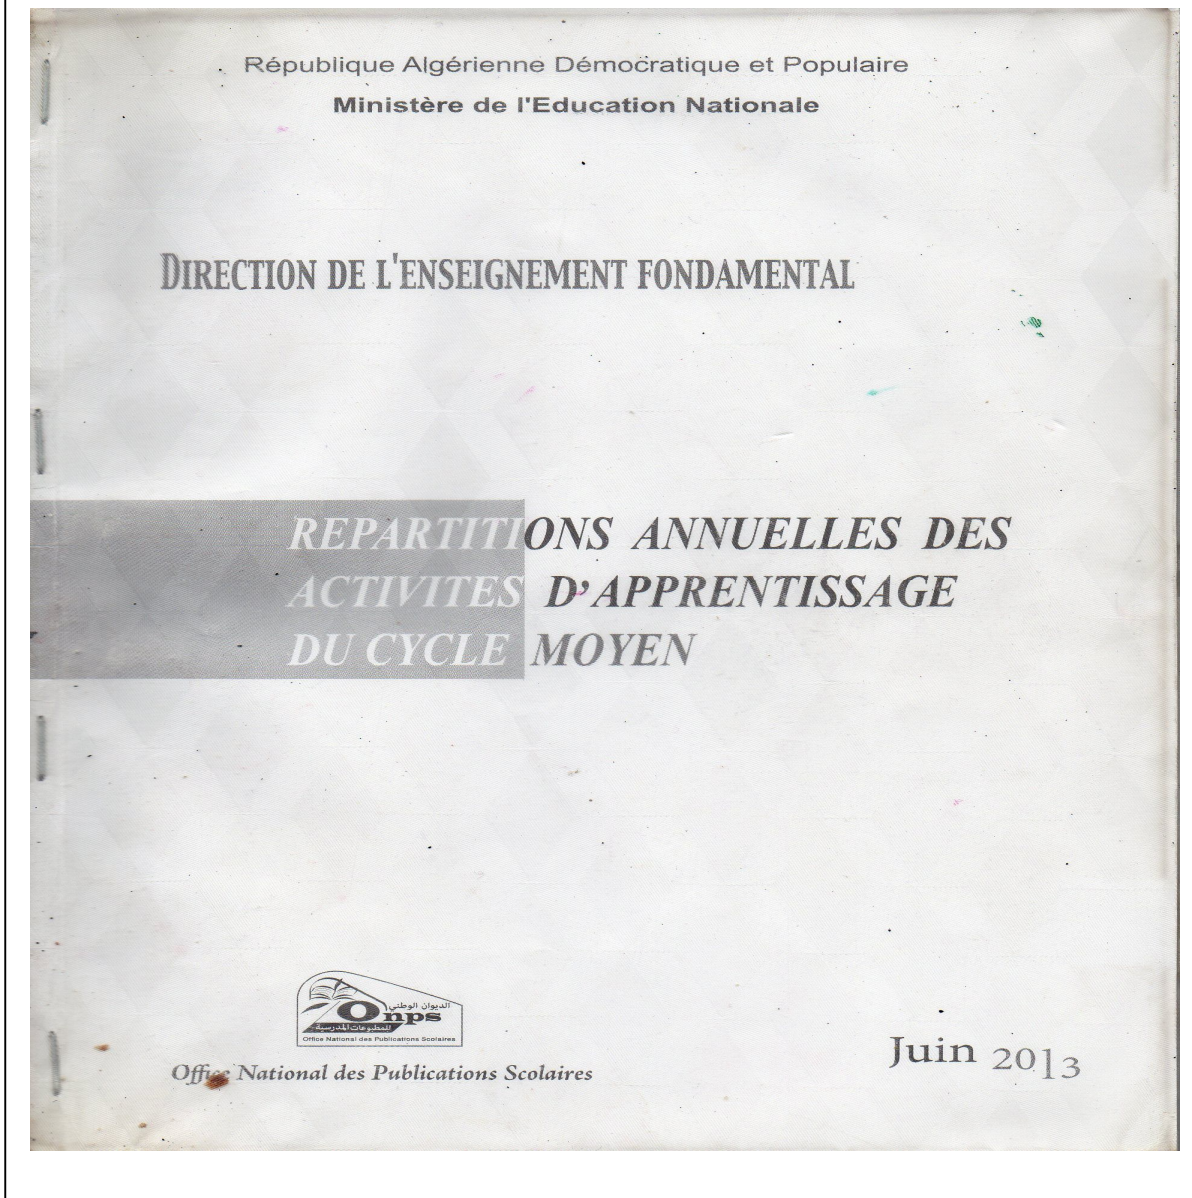 République Algérienne Démocratique et Populaire
Ministère de l'Education Nationale
DIRECTION DE L'ENSEIGNEMENT FONDAMENTAL
REPARTITIONS ANNUELLES DES
ACTIVITES D'APPRENTISSAGE
DU CYCLE MOYEN
الديوان الوطني
Onps
للمطبوعات المدرسية
Office National des Publications Scolaires
Office National des Publications Scolaires
Juin 2013